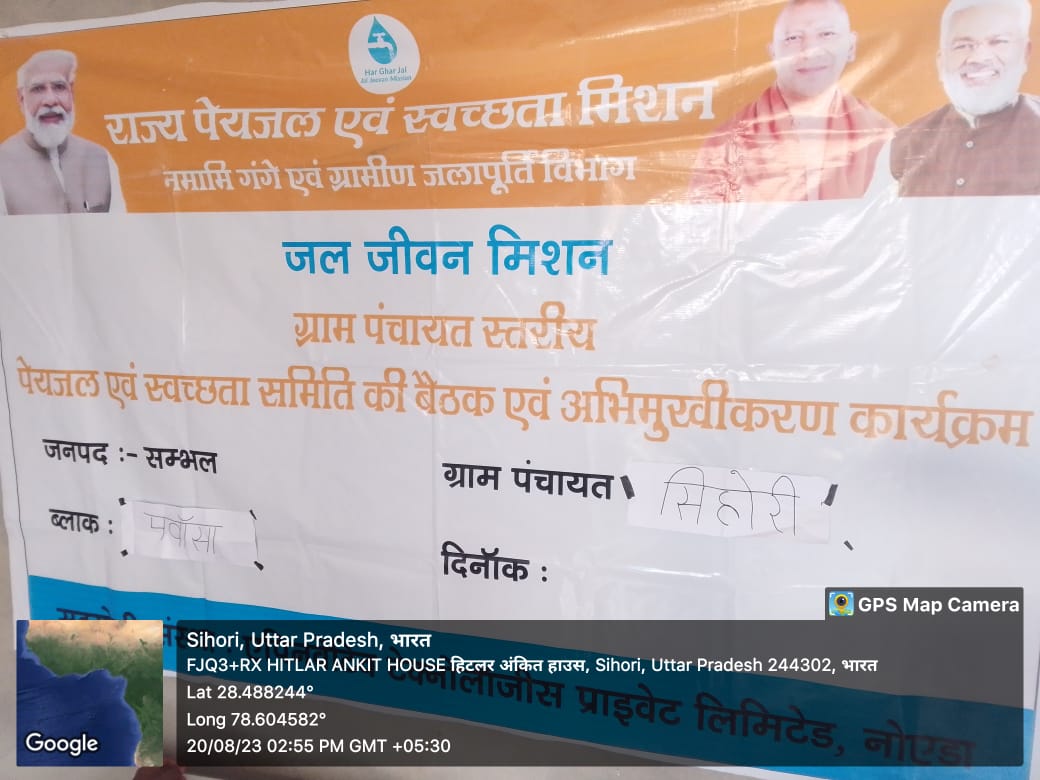 Har Ghar Jal
Jal Jeevan Mission
राज्य पेयजल एवं स्वच्छता मिशन
नमामि गंगे एवं ग्रामीण जलापूर्ति विभाग
जल जीवन मिशन
ग्राम पंचायत स्तरीय
पेयजल एवं स्वच्छता समिति की बैठक एवं अभिमुखीकरण कार्यक्रम
जनपद :- सम्भल
ग्राम पंचायत सिहोरी
ब्लाक : पवॉसा
दिनॉक :
टेक्नोलॉजीस प्राइवेट लिमिटेड, नोएडा
GPS Map Camera
Sihori, Uttar Pradesh, भारत
FJQ3+RX HITLAR ANKIT HOUSE हिटलर अंकित हाउस, Sihori, Uttar Pradesh 244302, भारत
Lat 28.488244°
Long 78.604582°
20/08/23 02:55 PM GMT +05:30
Google